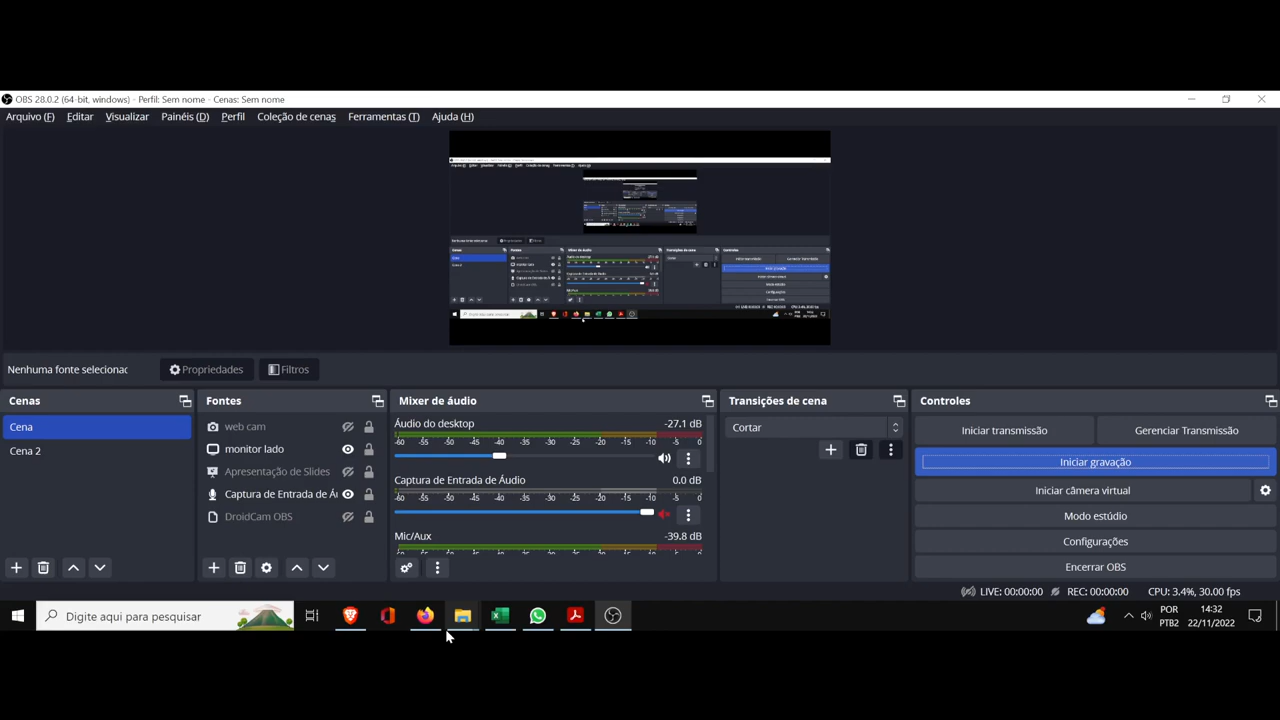 OBS 28.0.2 (64-bit, windows) - Perfil: Sem nome - Cenas: Sem nome
Arquivo (F) Editar Visualizar Painéis (D) Perfil Coleção de cenas Ferramentas (T) Ajuda (H)
Nenhuma fonte selecionac Propriedades Filtros
Cenas
Cena
Cena 2
Fontes
web cam
monitor lado
Apresentação de Slides
Captura de Entrada de Áu
DroidCam OBS
Mixer de áudio
Áudio do desktop -27.1 dB
-60 -55 -50 -45 -40 -35 -30 -25 -20 -15 -10 -5 0
Captura de Entrada de Áudio 0.0 dB
-60 -55 -50 -45 -40 -35 -30 -25 -20 -15 -10 -5 0
Mic/Aux -39.8 dB
Transições de cena
Cortar
Controles
Iniciar transmissão Gerenciar Transmissão
Iniciar gravação
Iniciar câmera virtual
Modo estúdio
Configurações
Encerrar OBS
LIVE: 00:00:00 REC: 00:00:00 CPU: 3.4%, 30.00 fps
Digite aqui para pesquisar
POR
PTB2
14:32
22/11/2022